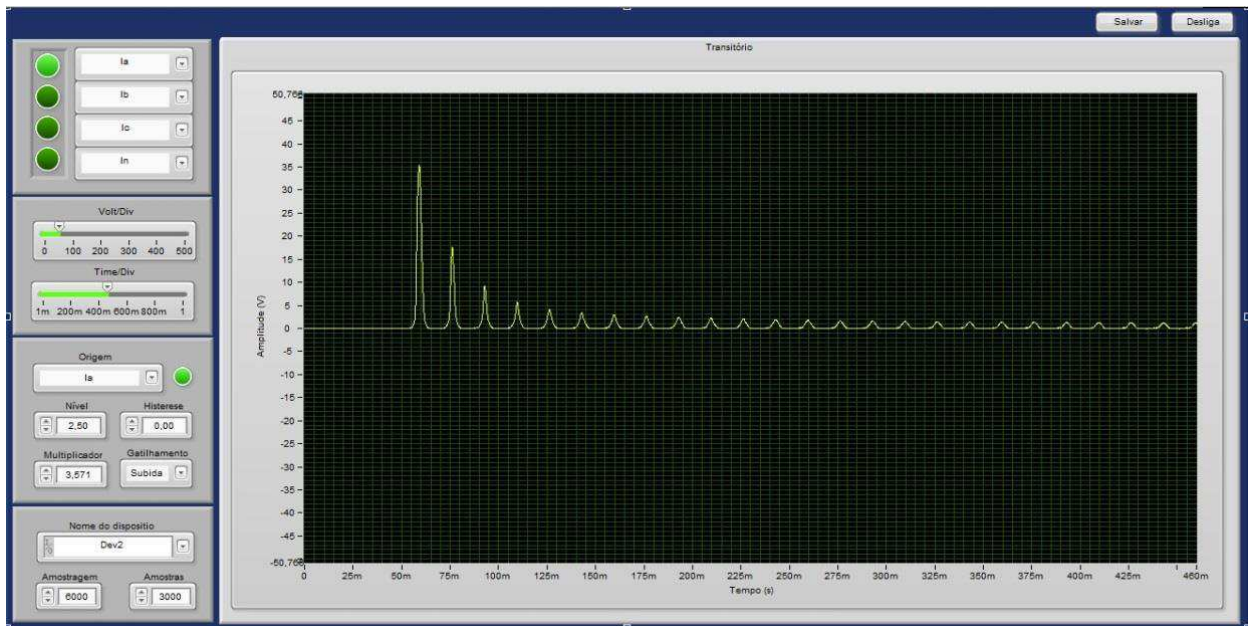 Salvar Desliga
Ia
Ib
Ic
In
Volt/Div
0 100 200 300 400 500
Time/Div
1m 200m 400m 600m 800m 1
Origem
Ia
Nível Histerese
2,50 0,00
Multiplicador Gatilhamento
3,571 Subida
Nome do dispositio
Dev2
Amostragem Amostras
6000 3000
Transitório
Amplitude (V)
50,766
45
40
35
30
25
20
15
10
5
0
-5
-10
-15
-20
-25
-30
-35
-40
-45
-50,766
0 25m 50m 75m 100m 125m 150m 175m 200m 225m 250m 275m 300m 325m 350m 375m 400m 425m 460m
Tempo (s)